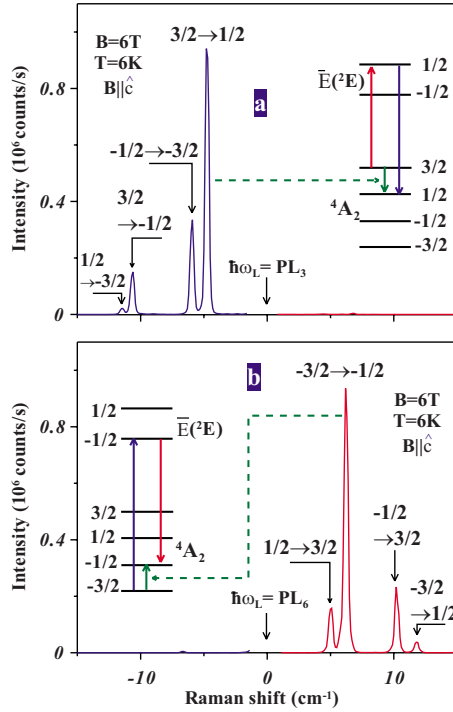 B=6T
T=6K
B||ĉ
3/2→1/2
a
E̅(²E)
1/2
-1/2
3/2
1/2
-1/2
-3/2
⁴A₂
-1/2→-3/2
3/2
→-1/2
1/2
→-3/2
ħω_L = PL₃
0.8
0.4
0
Intensity (10⁶ counts/s)
b
-3/2→-1/2
B=6T
T=6K
B||ĉ
1/2
-1/2
E̅(²E)
3/2
1/2
-1/2
-3/2
⁴A₂
1/2→3/2
-1/2
→3/2
-3/2
→1/2
ħω_L= PL₆
0.8
0.4
0
Intensity (10⁶ counts/s)
-10
0
10
Raman shift (cm⁻¹)